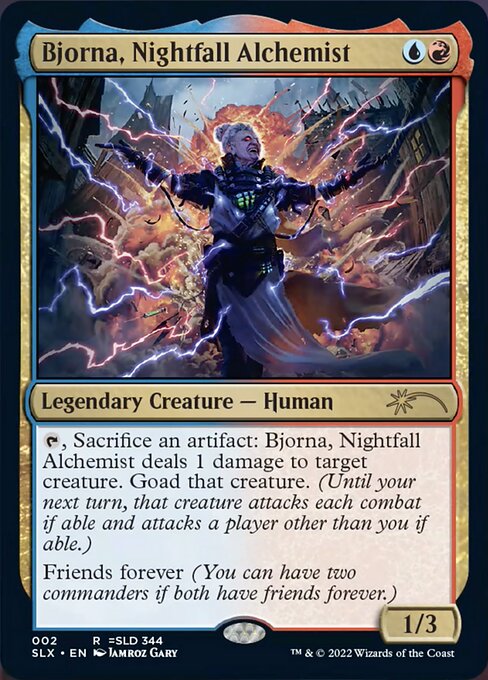 Bjorna, Nightfall Alchemist
Legendary Creature — Human
, Sacrifice an artifact: Bjorna, Nightfall
Alchemist deals 1 damage to target
creature. Goad that creature. (Until your
next turn, that creature attacks each combat
if able and attacks a player other than you if
able.)
Friends forever (You can have two
commanders if both have friends forever.)
1/3
002 R =SLD 344
SLX • EN Jamroz Gary
™ & © 2022 Wizards of the Coast